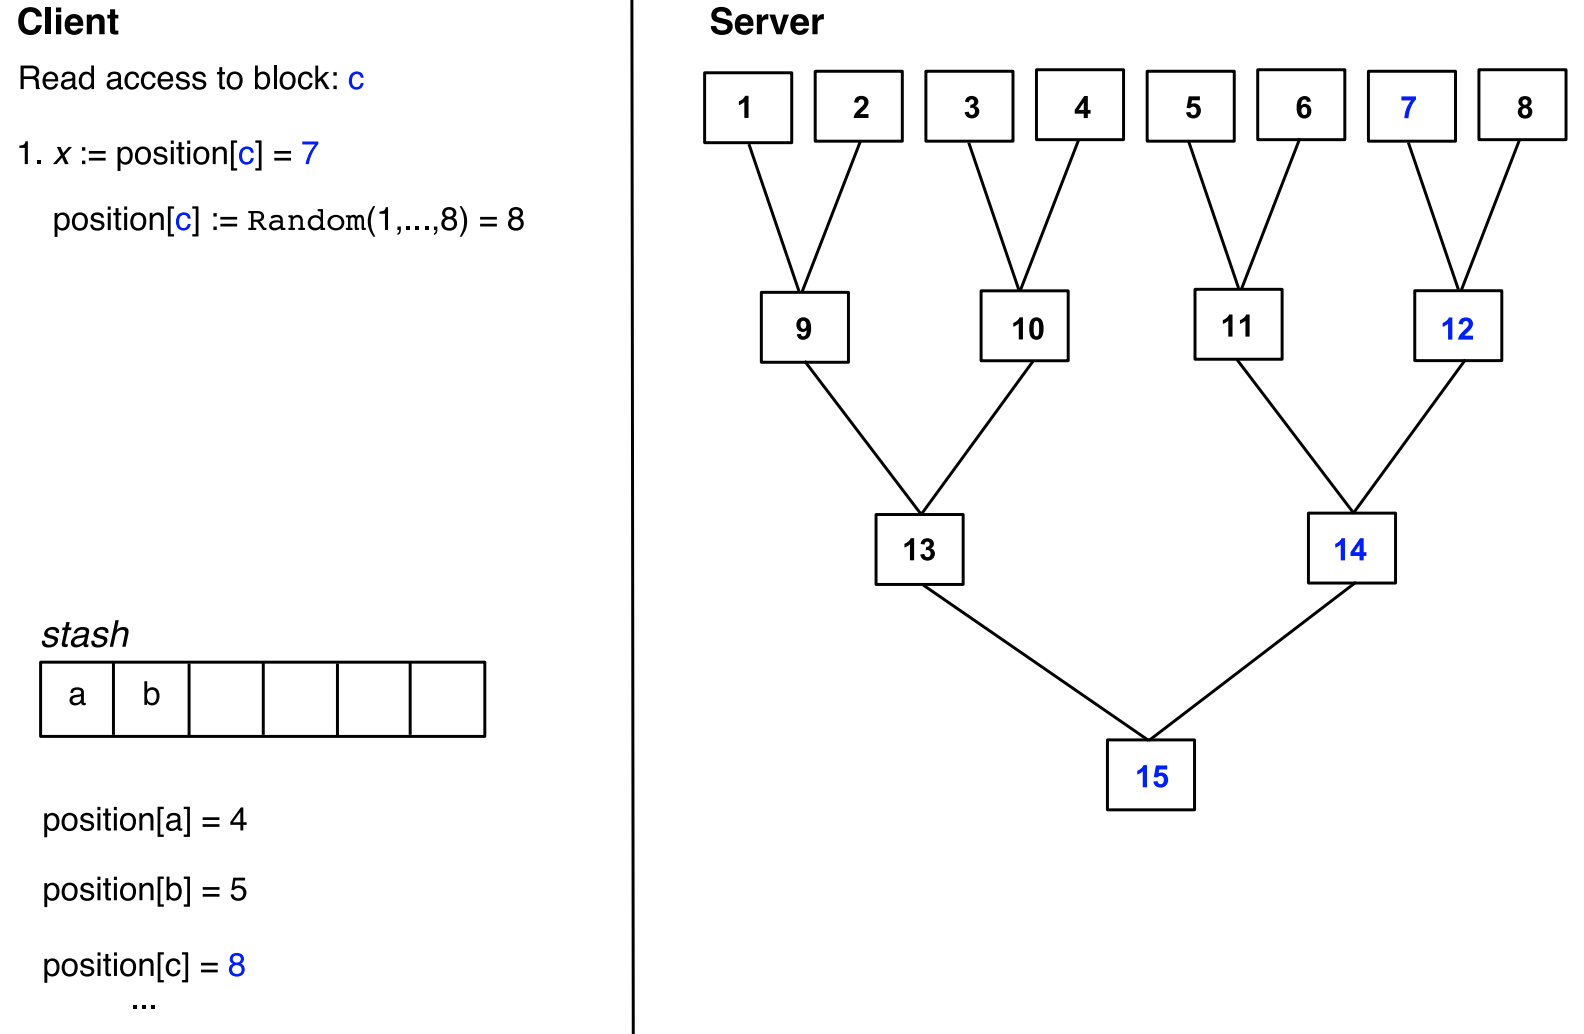 Client
Read access to block: c
1. x := position[c] = 7
position[c] := Random(1,...,8) = 8
stash
a b
position[a] = 4
position[b] = 5
position[c] = 8
...
Server
1 2 3 4 5 6 7 8
9 10 11 12
13 14
15